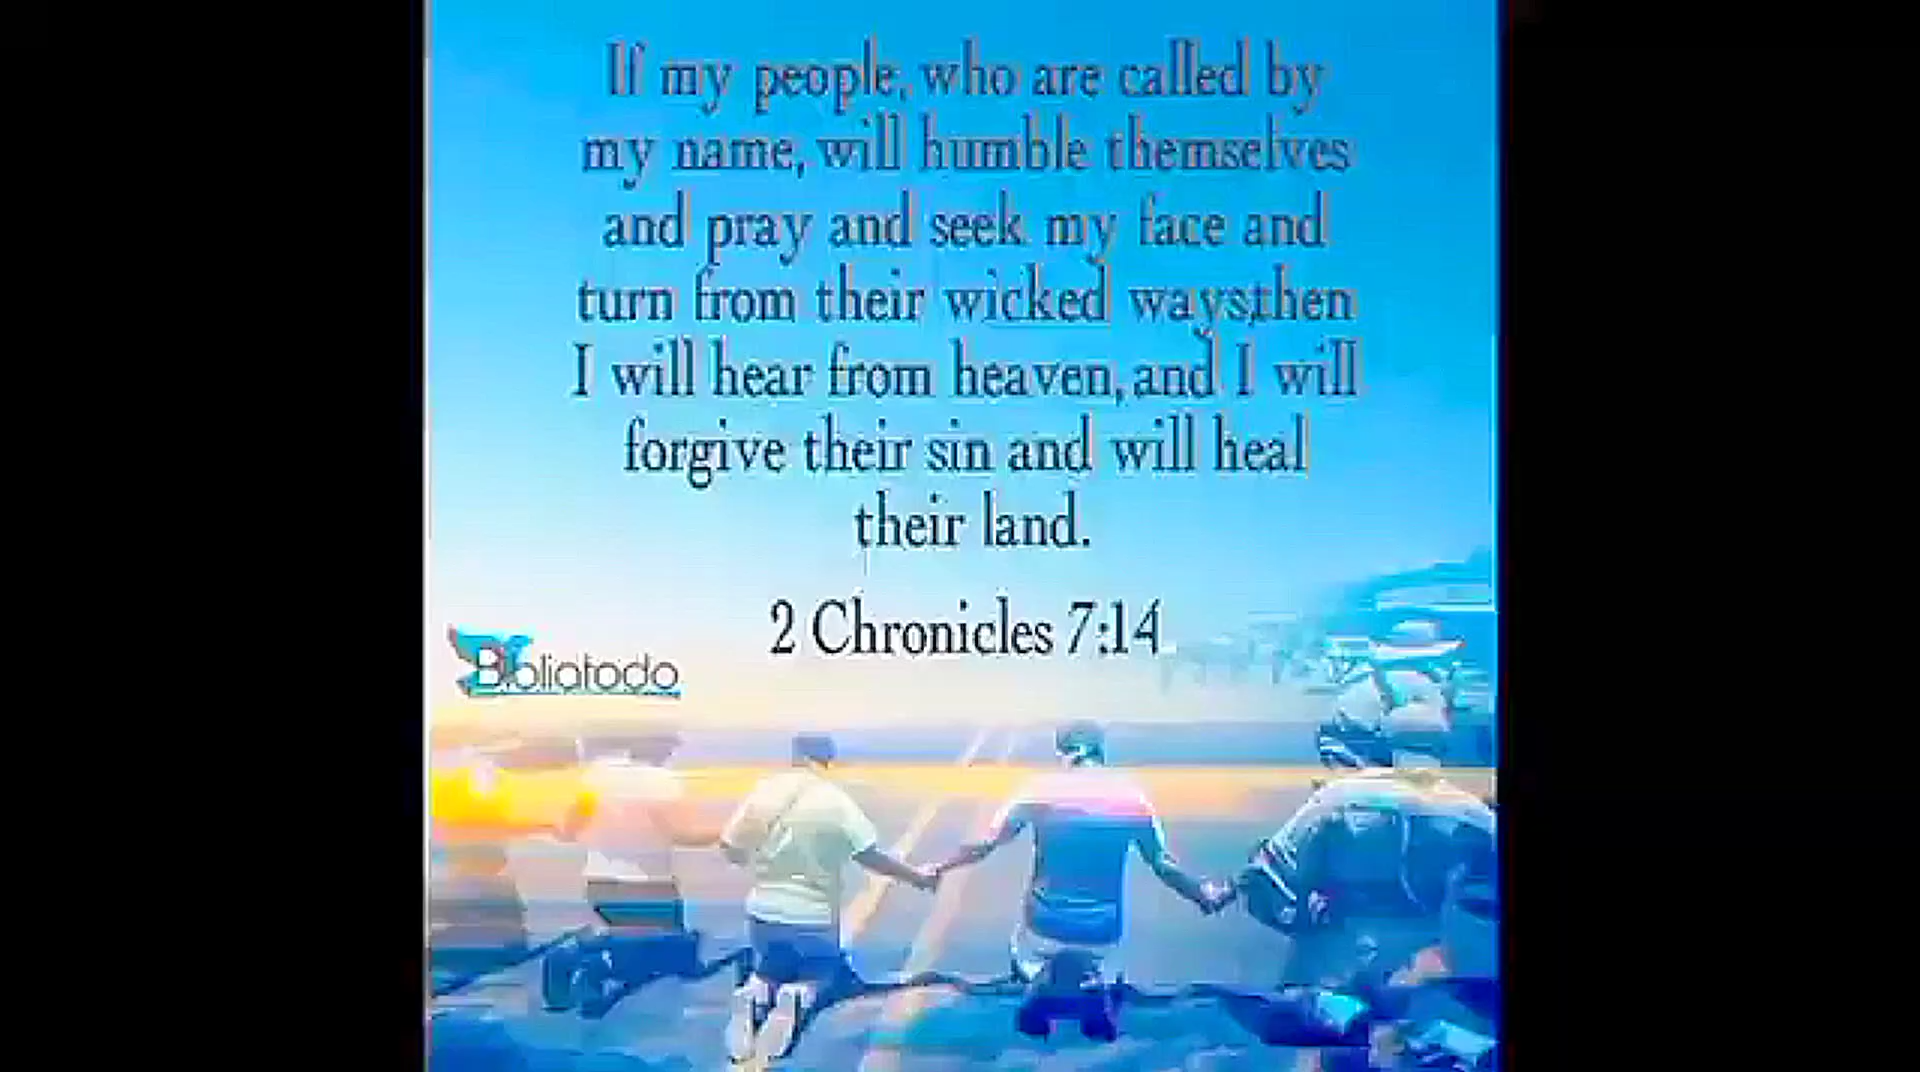 If my people, who are called by
my name, will humble themselves
and pray and seek my face and
turn from their wicked ways,then
I will hear from heaven, and I will
forgive their sin and will heal
their land.
2 Chronicles 7:14
Bibliatodo